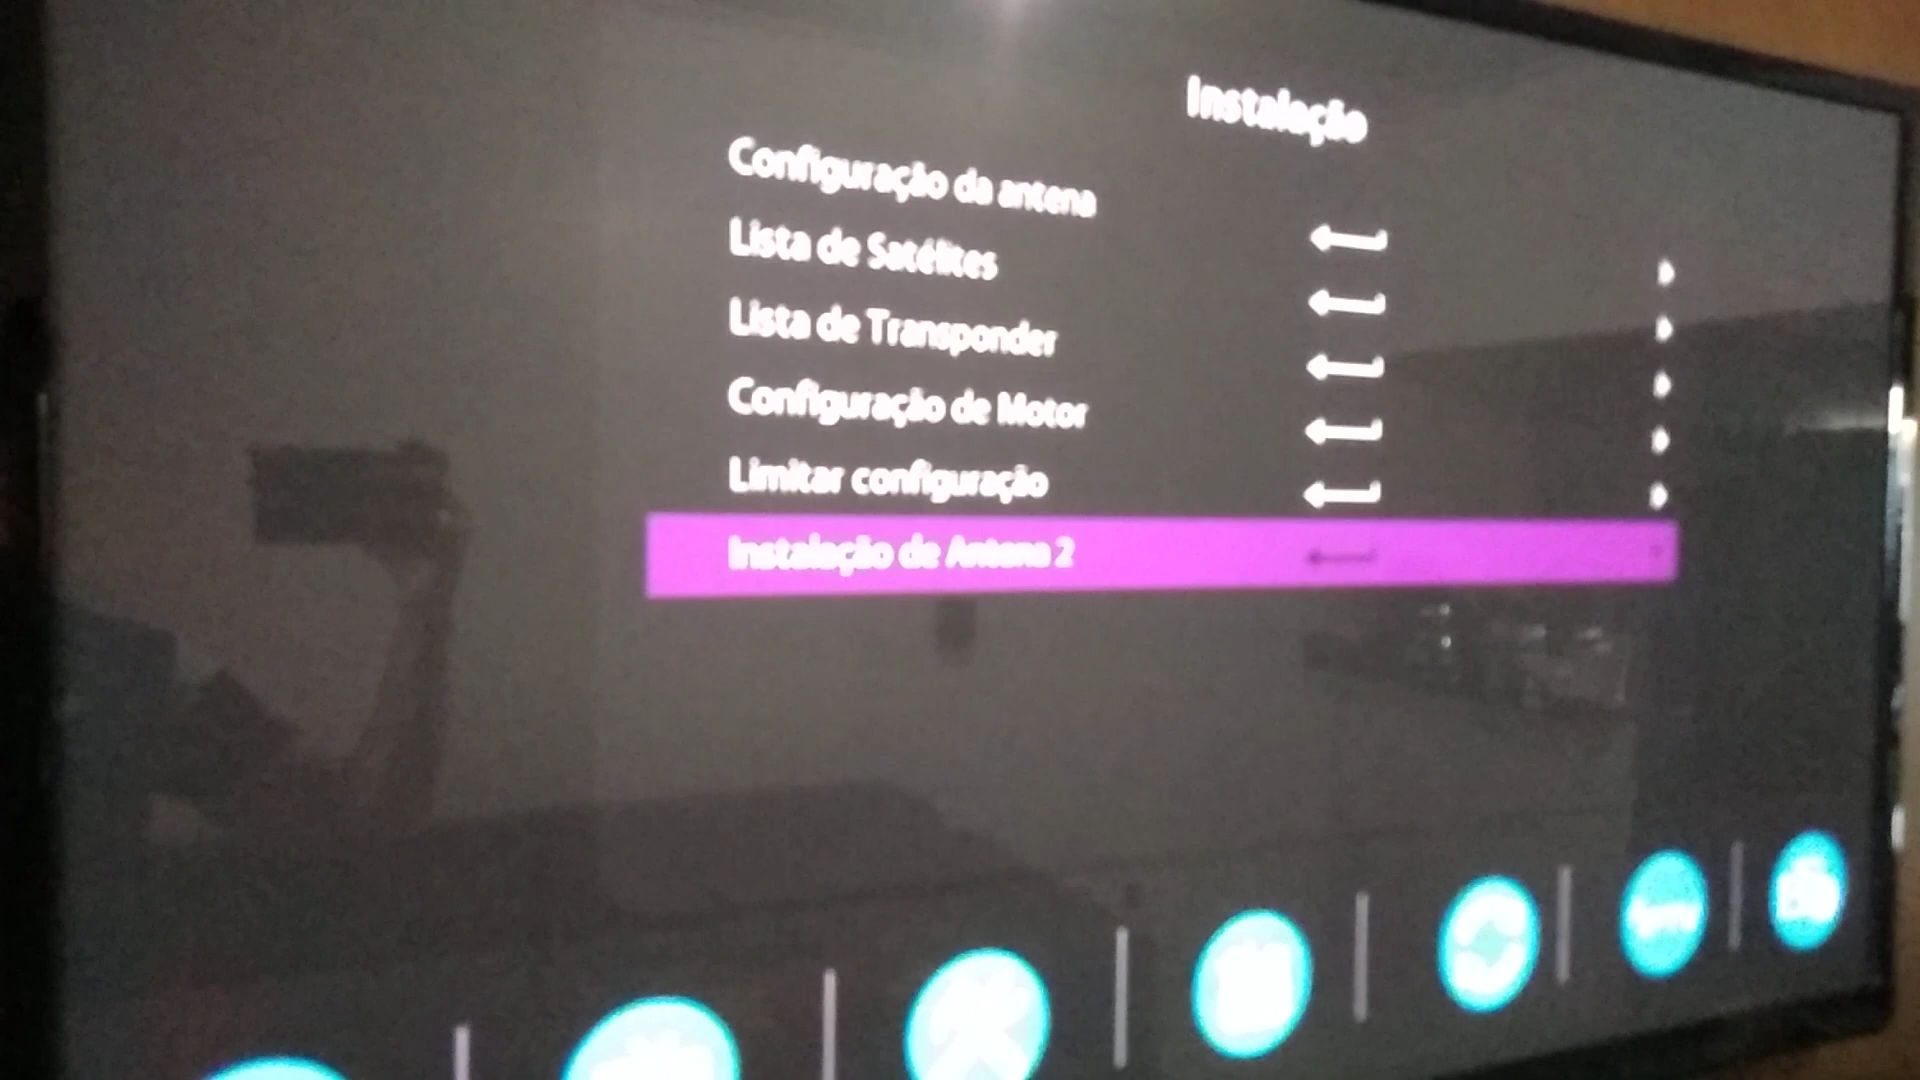 Instalação
Configuração da antena
Lista de Satélites
Lista de Transponder
Configuração de Motor
Limitar configuração
Instalação de Antena 2